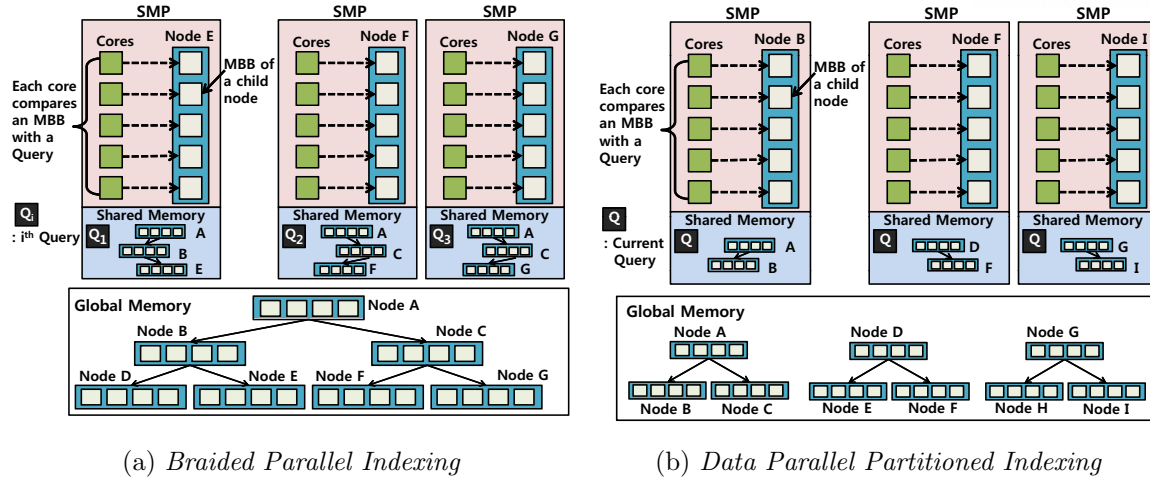 SMP
Cores
Node E
MBB of
a child
node
Each core
compares
an MBB
with a
Query
SMP
Cores
Node F
SMP
Cores
Node G
Qi
: ith Query
Shared Memory
Q1
A
B
E
Shared Memory
Q2
A
C
F
Shared Memory
Q3
A
C
G
Global Memory
Node A
Node B
Node C
Node D
Node E
Node F
Node G
(a) Braided Parallel Indexing
SMP
Cores
Node B
MBB of
a child
node
Each core
compares
an MBB
with a
Query
SMP
Cores
Node F
SMP
Cores
Node I
Q
: Current
Query
Shared Memory
Q
A
B
Shared Memory
Q
D
F
Shared Memory
Q
G
I
Global Memory
Node A
Node D
Node G
Node B
Node C
Node E
Node F
Node H
Node I
(b) Data Parallel Partitioned Indexing